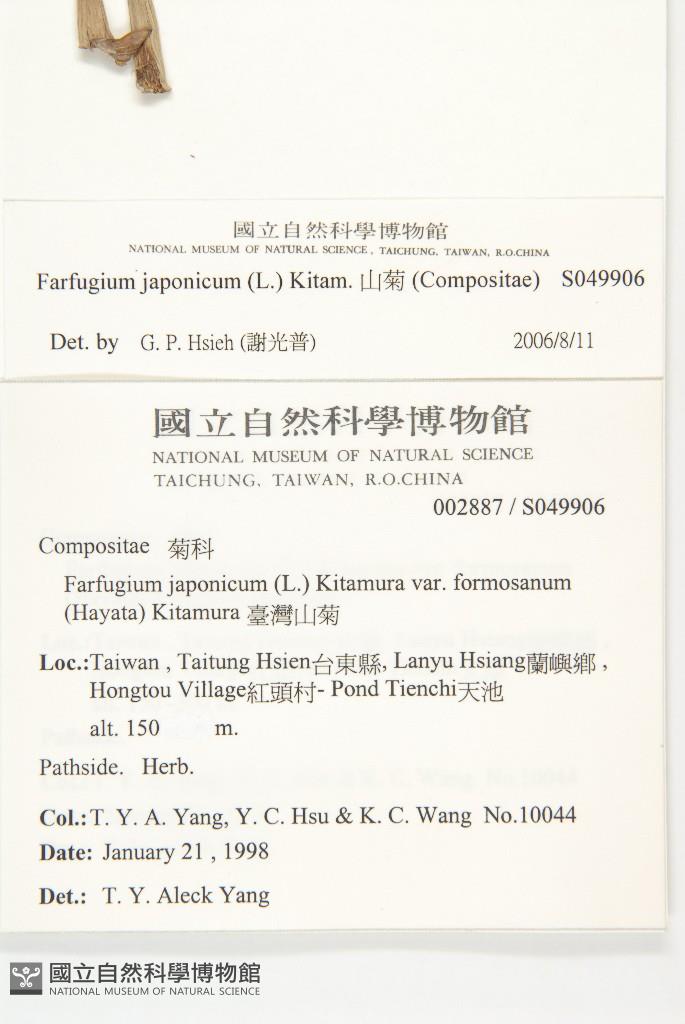 國立自然科學博物館
NATIONAL MUSEUM OF NATURAL SCIENCE, TAICHUNG, TAIWAN, R.O.CHINA
Farfugium japonicum (L.) Kitam. 山菊 (Compositae) S049906
Det. by G. P. Hsieh (謝光普) 2006/8/11
國立自然科學博物館
NATIONAL MUSEUM OF NATURAL SCIENCE
TAICHUNG, TAIWAN, R.O.CHINA
002887 / S049906
Compositae 菊科
Farfugium japonicum (L.) Kitamura var. formosanum
(Hayata) Kitamura 臺灣山菊
Loc.:Taiwan , Taitung Hsien台東縣, Lanyu Hsiang蘭嶼鄉 ,
Hongtou Village紅頭村- Pond Tienchi天池
alt. 150 m.
Pathside. Herb.
Col.:T. Y. A. Yang, Y. C. Hsu & K. C. Wang No.10044
Date: January 21 , 1998
Det.: T. Y. Aleck Yang
國立自然科學博物館
NATIONAL MUSEUM OF NATURAL SCIENCE